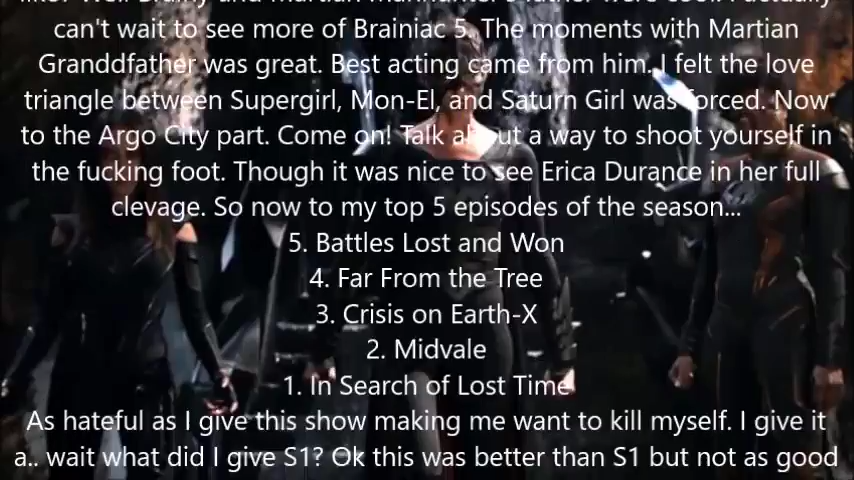 can't wait to see more of Brainiac 5. The moments with Martian
Granddfather was great. Best acting came from him. I felt the love
triangle between Supergirl, Mon-El, and Saturn Girl was forced. Now
to the Argo City part. Come on! Talk about a way to shoot yourself in
the fucking foot. Though it was nice to see Erica Durance in her full
clevage. So now to my top 5 episodes of the season...
5. Battles Lost and Won
4. Far From the Tree
3. Crisis on Earth-X
2. Midvale
1. In Search of Lost Time
As hateful as I give this show making me want to kill myself. I give it
a.. wait what did I give S1? Ok this was better than S1 but not as good